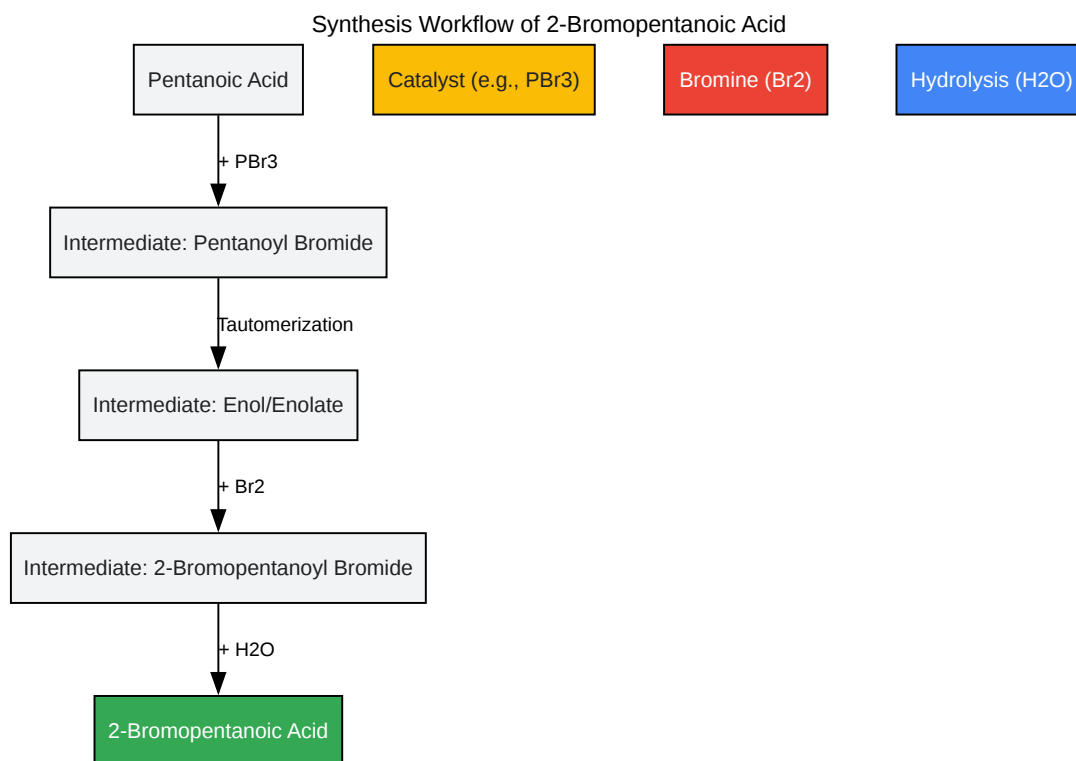 Synthesis Workflow of 2-Bromopentanoic Acid
Pentanoic Acid
Catalyst (e.g., PBr3)
Bromine (Br2)
Hydrolysis (H2O)
+ PBr3
Intermediate: Pentanoyl Bromide
Tautomerization
Intermediate: Enol/Enolate
+ Br2
Intermediate: 2-Bromopentanoyl Bromide
+ H2O
2-Bromopentanoic Acid